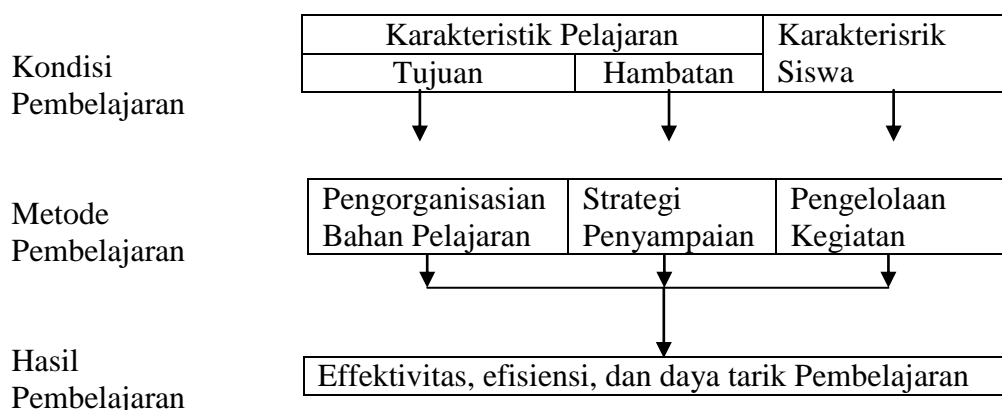 Kondisi
Pembelajaran
Karakteristik Pelajaran
Karakterisrik
Siswa
Tujuan
Hambatan
Metode
Pembelajaran
Pengorganisasian
Bahan Pelajaran
Strategi
Penyampaian
Pengelolaan
Kegiatan
Hasil
Pembelajaran
Effektivitas, efisiensi, dan daya tarik Pembelajaran